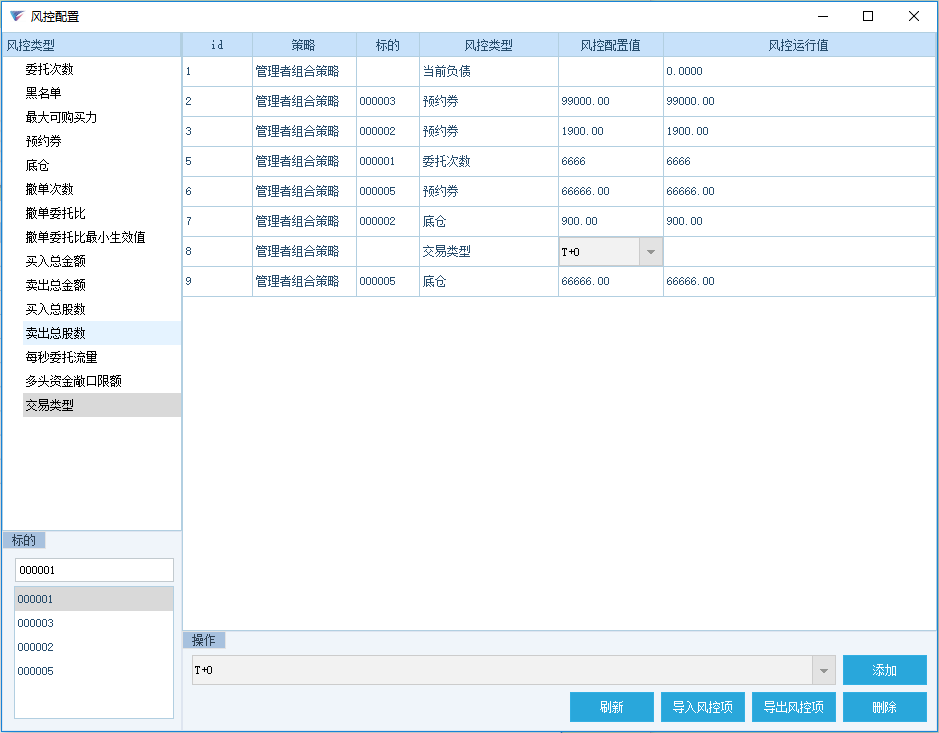 风控配置
风控类型
委托次数
黑名单
最大可购买力
预约券
底仓
撤单次数
撤单委托比
撤单委托比最小生效值
买入总金额
卖出总金额
买入总股数
卖出总股数
每秒委托流量
多头资金敞口限额
交易类型
标的
000001
000001
000003
000002
000005
id 策略 标的 风控类型 风控配置值 风控运行值
1 管理者组合策略 当前负债 0.0000
2 管理者组合策略 000003 预约券 99000.00 99000.00
3 管理者组合策略 000002 预约券 1900.00 1900.00
5 管理者组合策略 000001 委托次数 6666 6666
6 管理者组合策略 000005 预约券 66666.00 66666.00
7 管理者组合策略 000002 底仓 900.00 900.00
8 管理者组合策略 交易类型 T+0
9 管理者组合策略 000005 底仓 66666.00 66666.00
操作
T+0 添加
刷新 导入风控项 导出风控项 删除